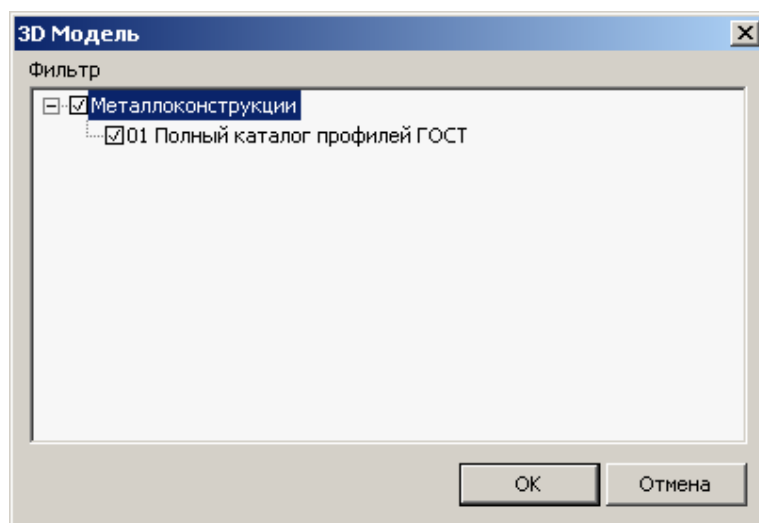 3D Модель
Фильтр
Металлоконструкции
01 Полный каталог профилей ГОСТ
OK
Отмена